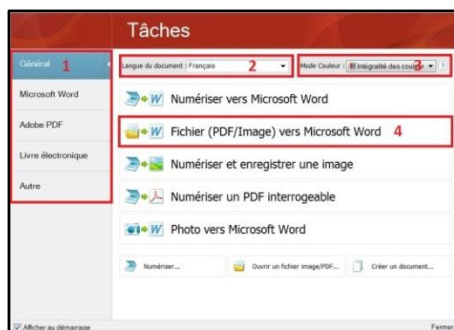 Tâches
Général 1
Microsoft Word
Adobe PDF
Livre électronique
Autre
Langue du document : Français 2
Mode Couleur : Intégralité des couleur 3
Numériser vers Microsoft Word
Fichier (PDF/Image) vers Microsoft Word 4
Numériser et enregistrer une image
Numériser un PDF interrogeable
Photo vers Microsoft Word
Numériser...
Ouvrir un fichier image/PDF...
Créer un document...
Afficher au démarrage
Fermer